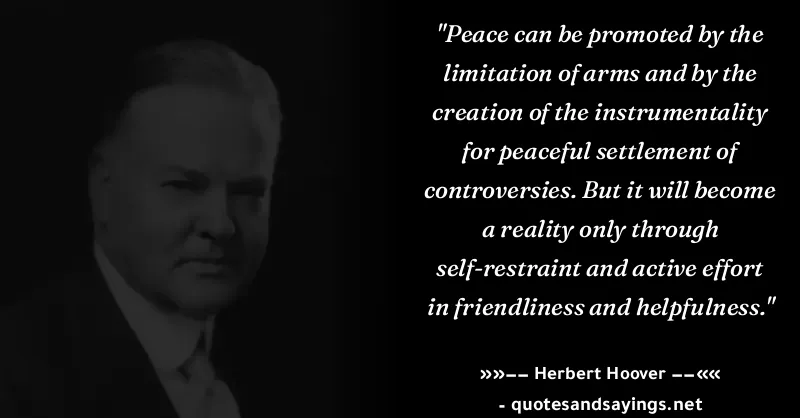 "Peace can be promoted by the
limitation of arms and by the
creation of the instrumentality
for peaceful settlement of
controversies. But it will become
a reality only through
self-restraint and active effort
in friendliness and helpfulness."
»»–– Herbert Hoover ––««
- quotesandsayings.net